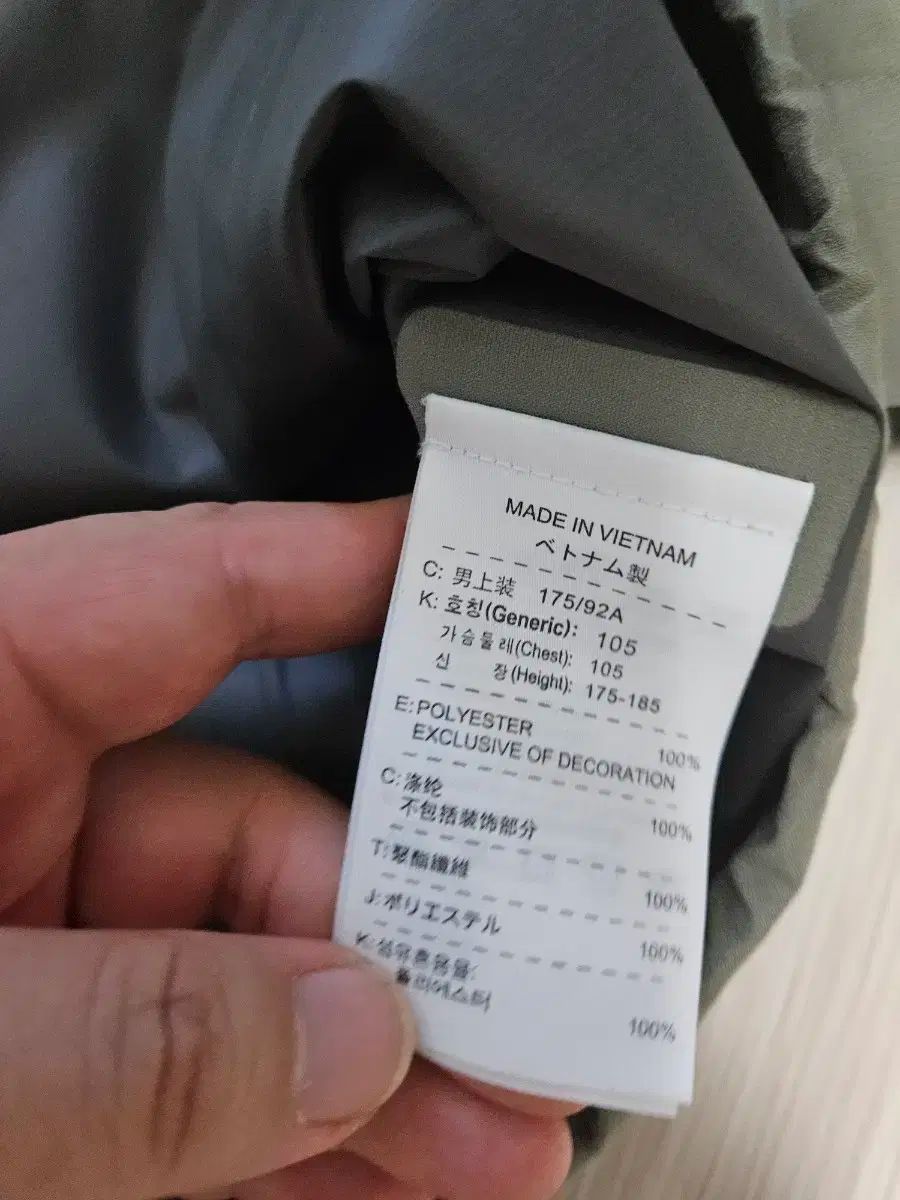 MADE IN VIETNAM
ベトナム製
C: 男上装 175/92A
K: 호칭(Generic): 105
가슴둘레(Chest): 105
신 장(Height): 175-185
E: POLYESTER 100%
EXCLUSIVE OF DECORATION
C: 涤纶 100%
不包括装饰部分
T: 聚酯纖維 100%
J: ポリエステル 100%
K: 섬유혼용율:
폴리에스터 100%